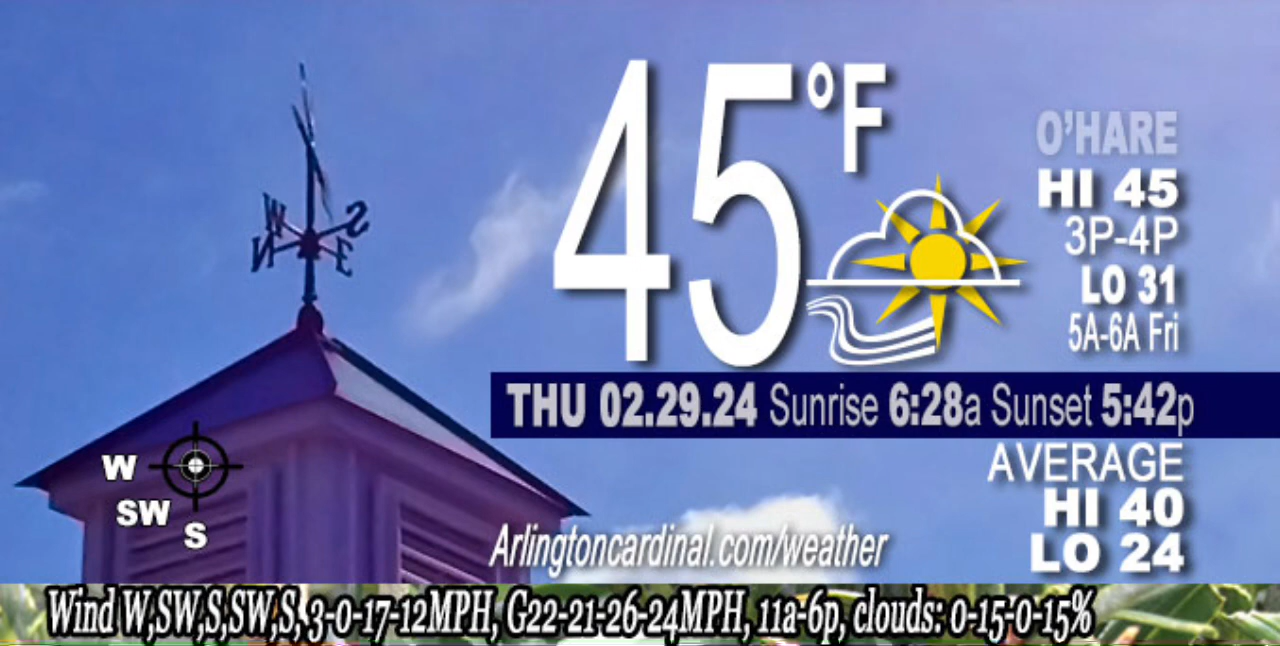 45°F
O'HARE
HI 45
3P-4P
LO 31
5A-6A Fri
THU 02.29.24 Sunrise 6:28a Sunset 5:42p
AVERAGE
HI 40
LO 24
W
S
N
E
W
SW
S
Arlingtoncardinal.com/weather
Wind W,SW,S,SW,S, 3-0-17-12MPH, G22-21-26-24MPH, 11a-6p, clouds: 0-15-0-15%